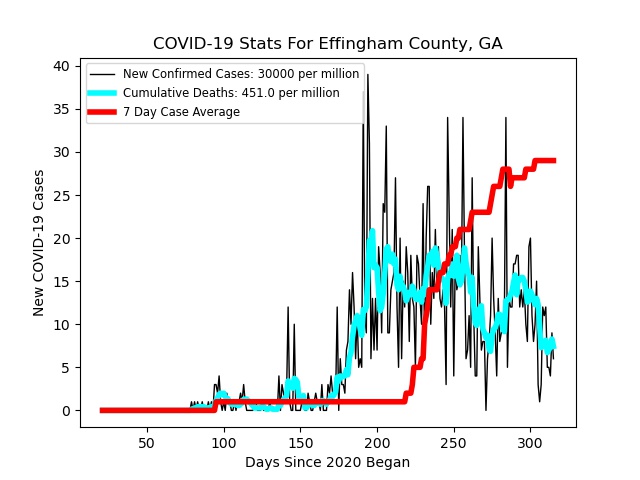 COVID-19 Stats For Effingham County, GA
New Confirmed Cases: 30000 per million
Cumulative Deaths: 451.0 per million
7 Day Case Average
40
35
30
25
20
15
10
5
0
New COVID-19 Cases
50 100 150 200 250 300
Days Since 2020 Began